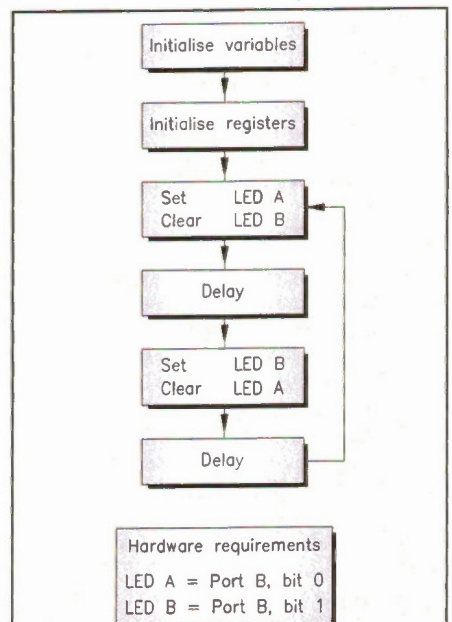 Initialise variables
Initialise registers
Set LED A
Clear LED B
Delay
Set LED B
Clear LED A
Delay
Hardware requirements
LED A = Port B, bit 0
LED B = Port B, bit 1